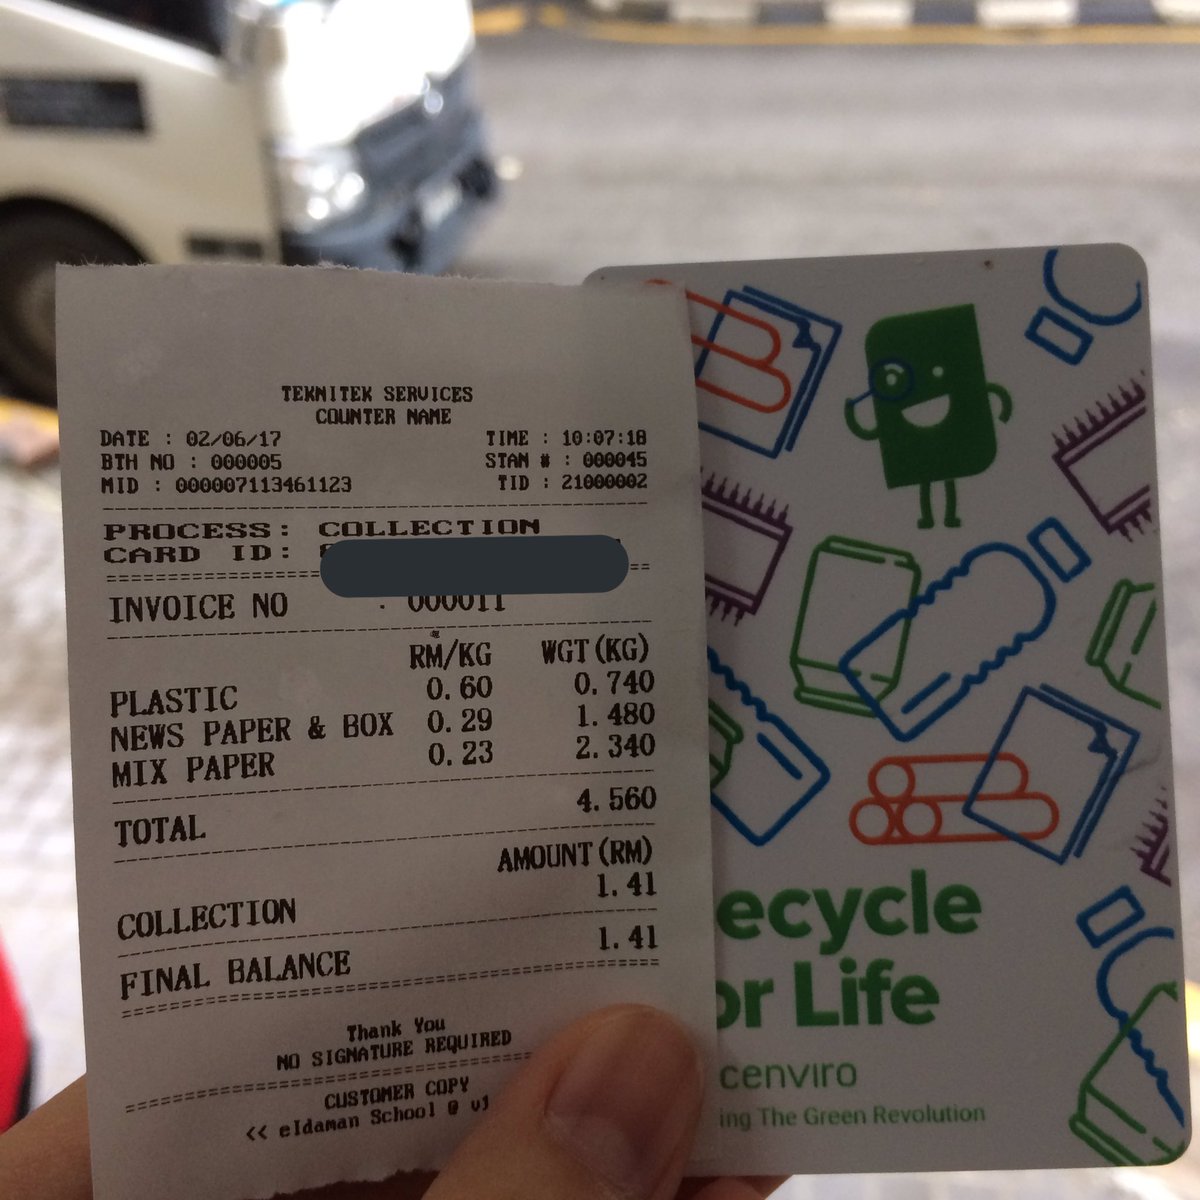 TEKNITEK SERVICES
COUNTER NAME
DATE : 02/06/17 TIME : 10:07:18
BTH NO : 000005 STAN # : 000045
MID : 000007113461123 TID : 21000002
PROCESS: COLLECTION
CARD ID:
INVOICE NO : 000011
RM/KG WGT(KG)
PLASTIC 0.60 0.740
NEWS PAPER & BOX 0.29 1.480
MIX PAPER 0.23 2.340
TOTAL 4.560
AMOUNT(RM)
COLLECTION 1.41
FINAL BALANCE 1.41
Thank You
NO SIGNATURE REQUIRED
CUSTOMER COPY
<< eIdaman School @ v1
ecycle
or Life
cenviro
ing The Green Revolution